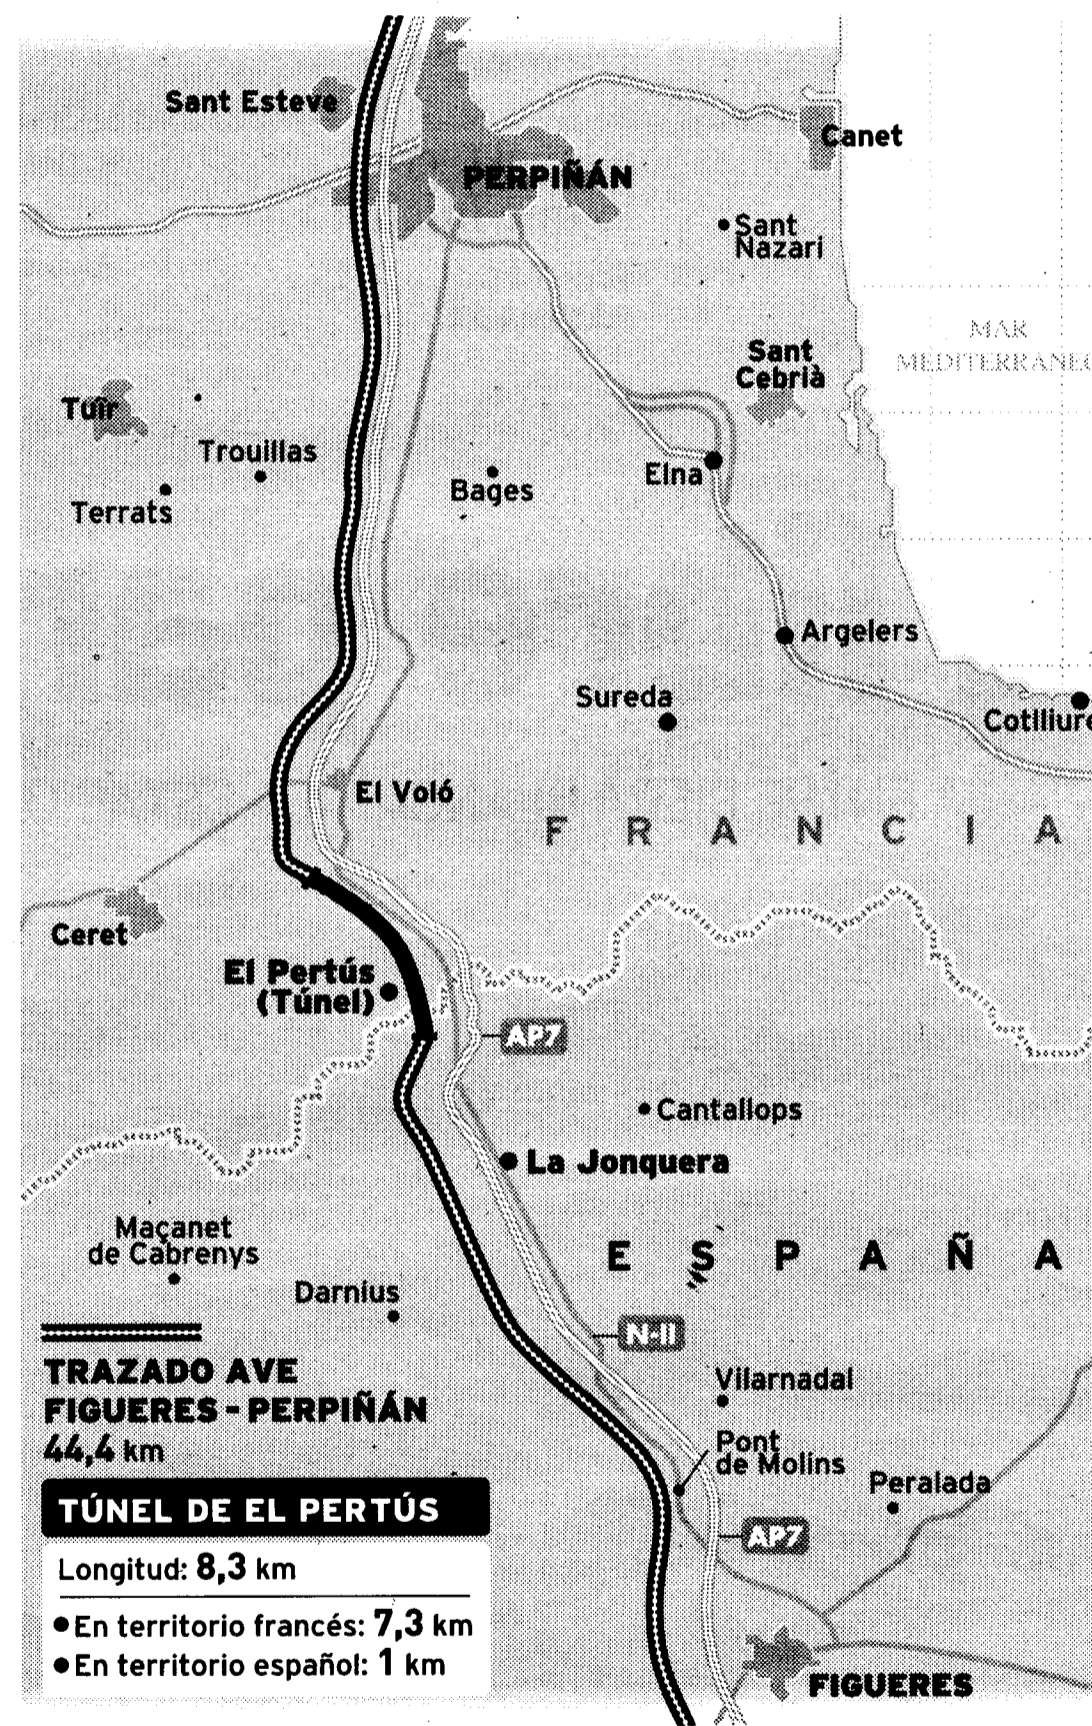 Sant Esteve
Canet
PERPIÑÁN
Sant
Nazari
MAR
MEDITERRANEO
Sant
Cebrià
Tuïr
Trouillas
Terrats
Bages
Elna
Argelers
Sureda
Cotlliure
El Voló
FRANCIA
Ceret
El Pertús
(Túnel)
AP7
Cantallops
La Jonquera
Maçanet
de Cabrenys
ESPAÑA
Darnius
N-II
TRAZADO AVE
FIGUERES - PERPIÑÁN
44,4 km
Vilarnadal
Pont
de Molins
Peralada
TÚNEL DE EL PERTÚS
AP7
Longitud: 8,3 km
● En territorio francés: 7,3 km
● En territorio español: 1 km
FIGUERES